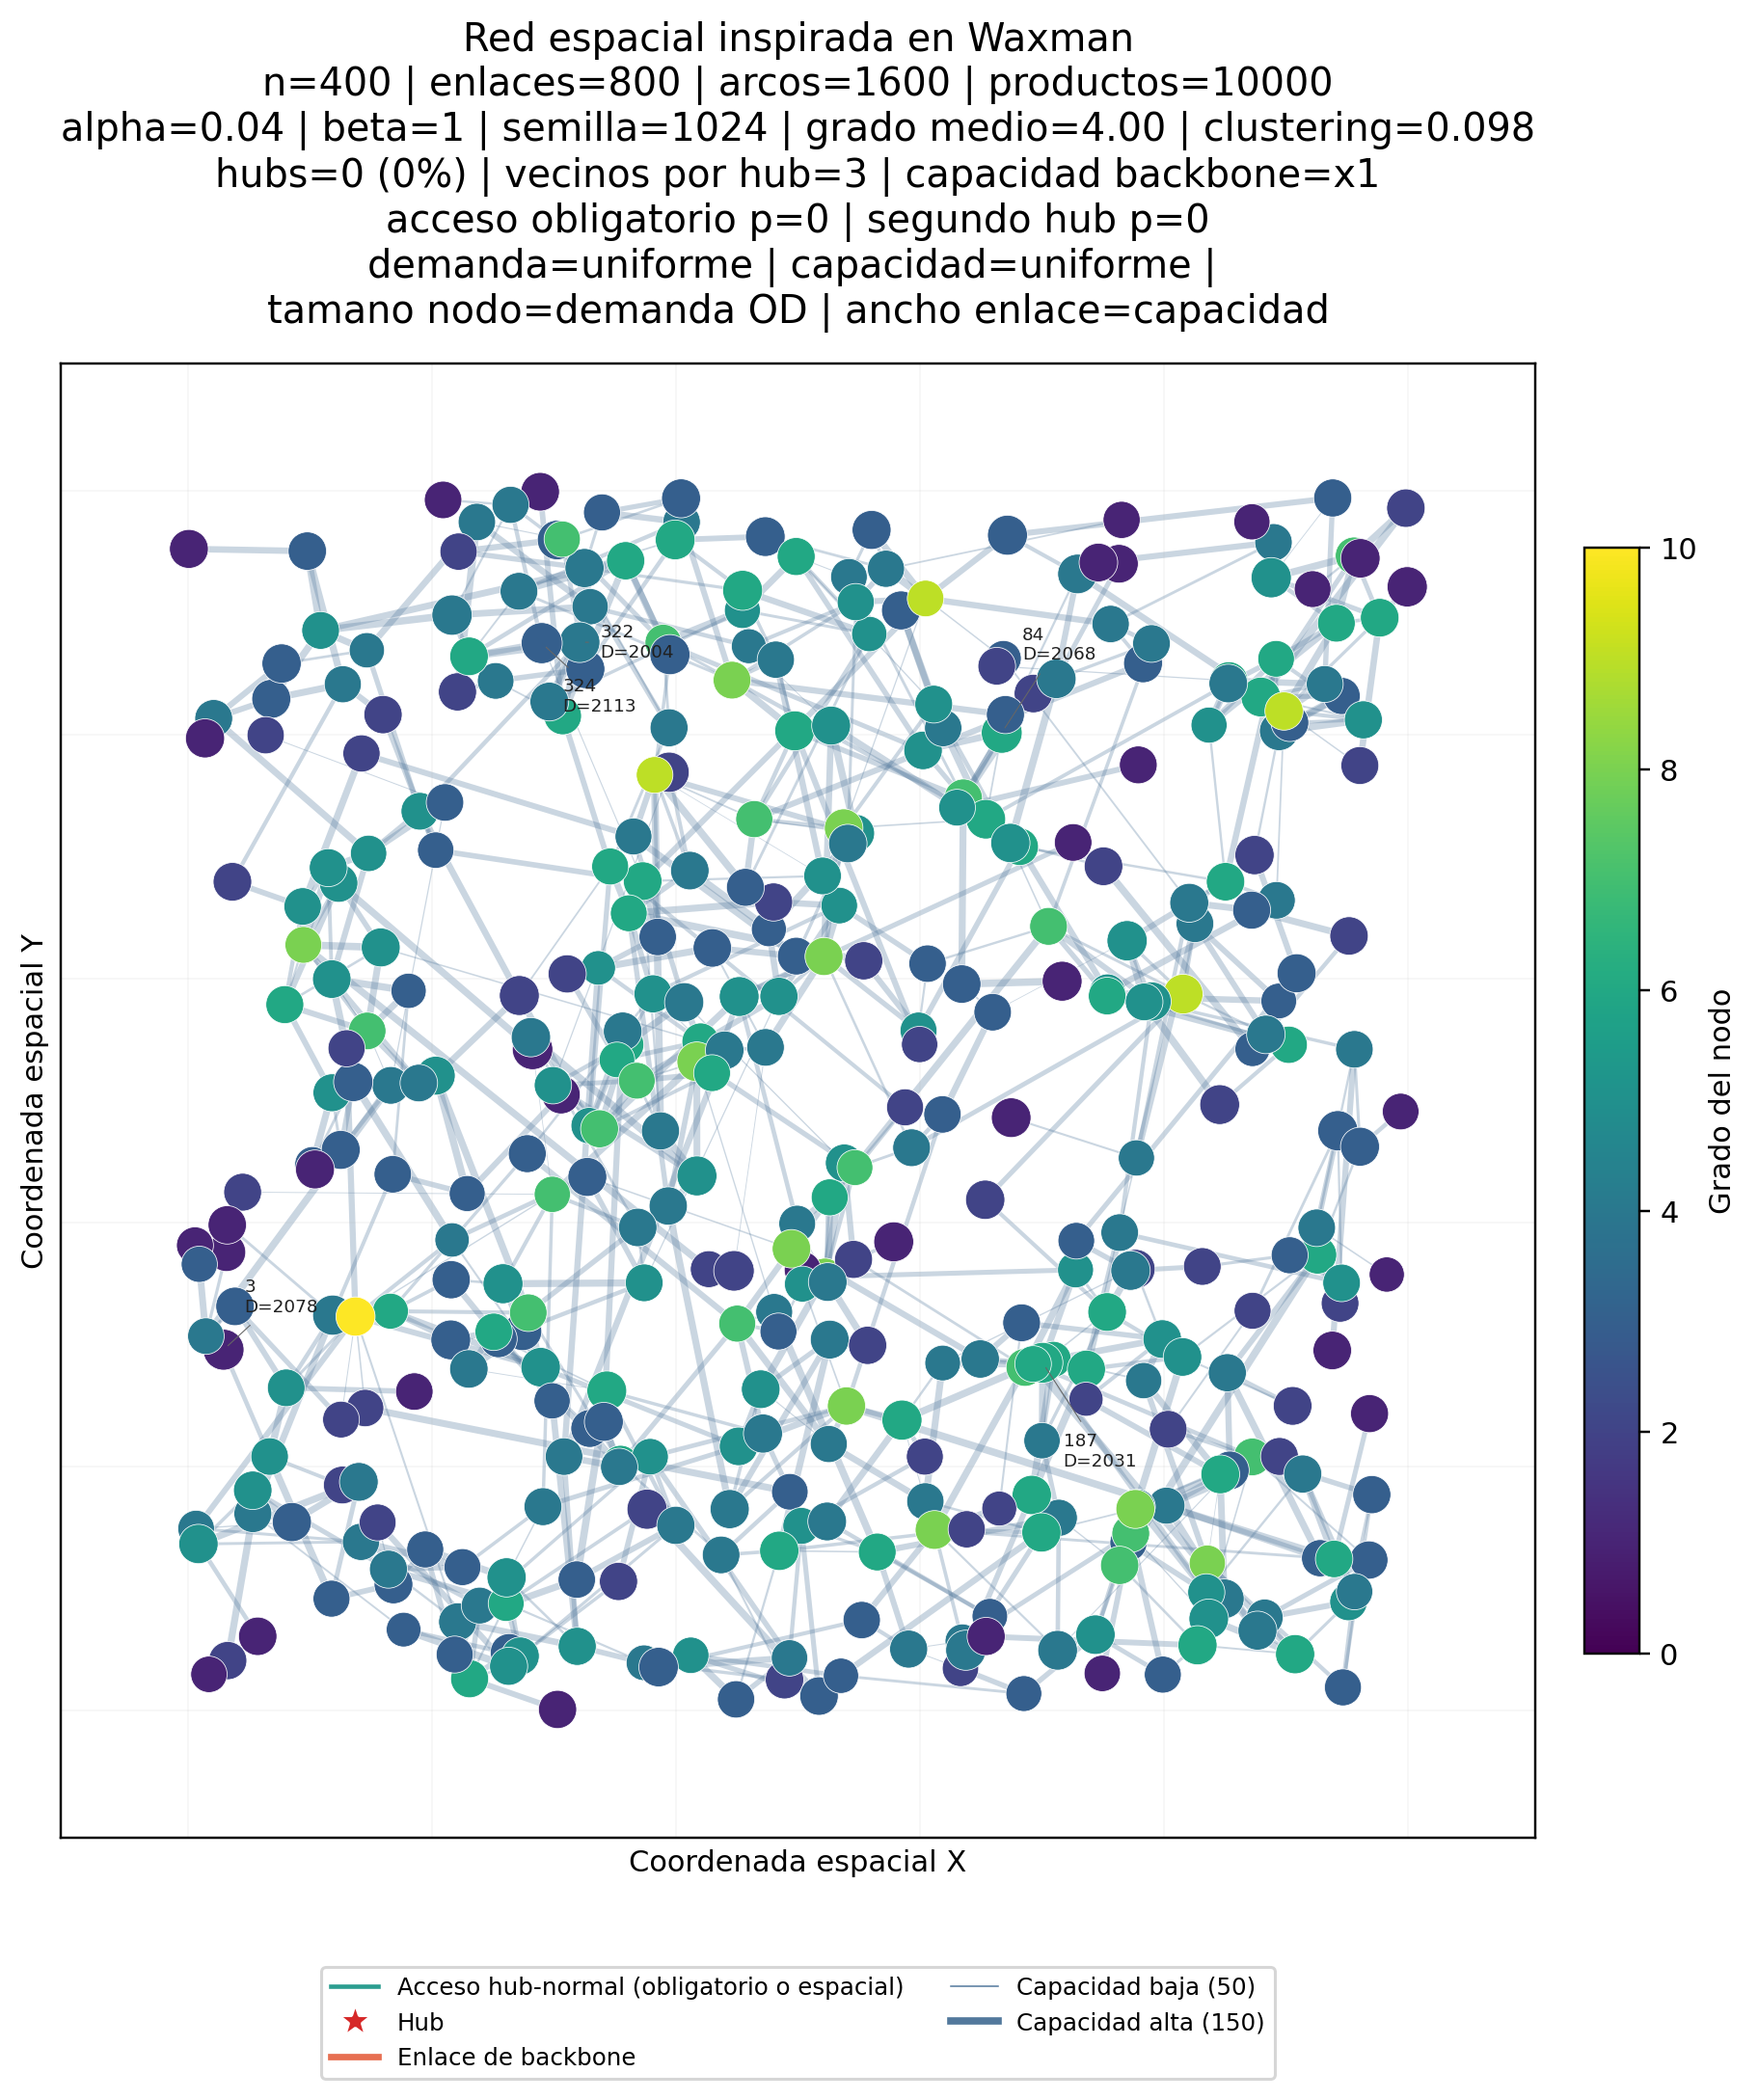 Red espacial inspirada en Waxman
n=400 | enlaces=800 | arcos=1600 | productos=10000
alpha=0.04 | beta=1 | semilla=1024 | grado medio=4.00 | clustering=0.098
hubs=0 (0%) | vecinos por hub=3 | capacidad backbone=x1
acceso obligatorio p=0 | segundo hub p=0
demanda=uniforme | capacidad=uniforme |
tamano nodo=demanda OD | ancho enlace=capacidad
322
D=2004
84
D=2068
324
D=2113
3
D=2078
187
D=2031
Coordenada espacial Y
Coordenada espacial X
10
8
6
4
2
0
Grado del nodo
Acceso hub-normal (obligatorio o espacial)
Hub
Enlace de backbone
Capacidad baja (50)
Capacidad alta (150)